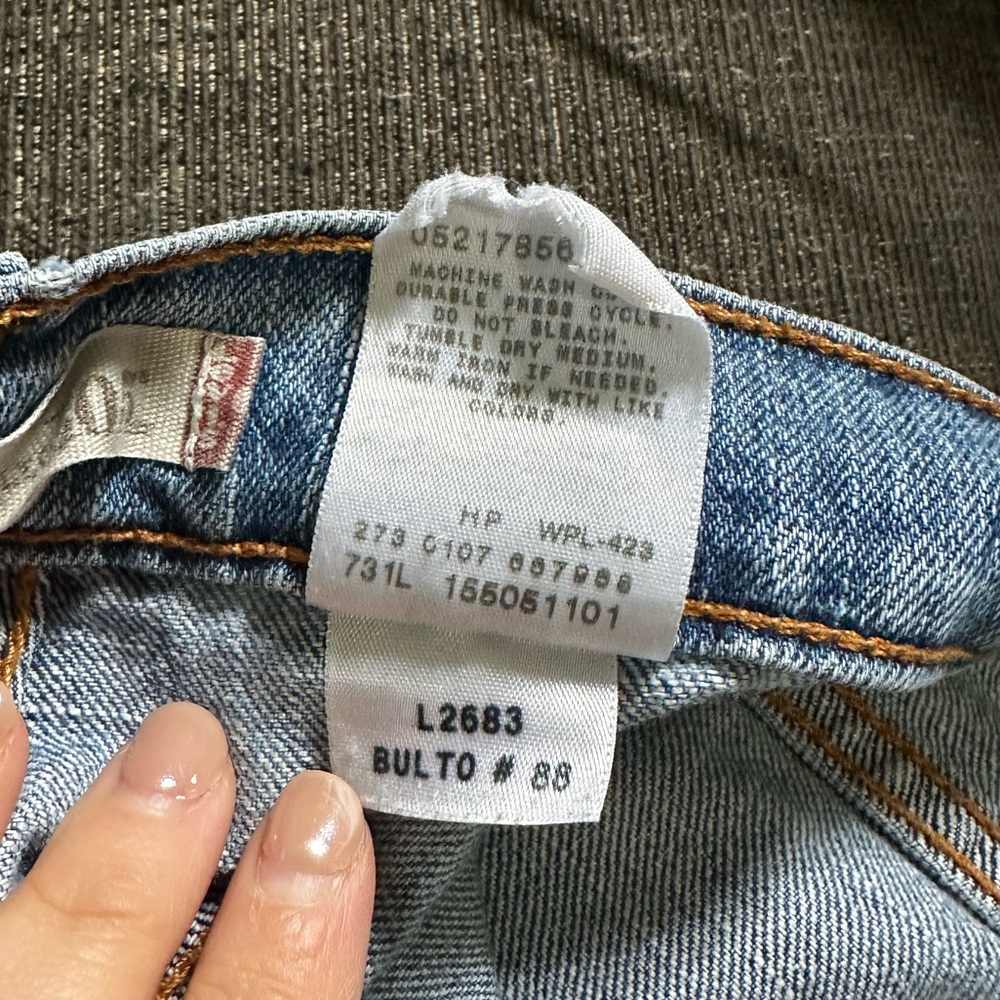 05217856
MACHINE WASH
DURABLE PRESS CYCLE.
DO NOT BLEACH.
TUMBLE DRY MEDIUM.
WARM IRON IF NEEDED.
WASH AND DRY WITH LIKE
COLORS.
HP WPL-423
273 0107
731L 155051101
L2683
BULTO # 88